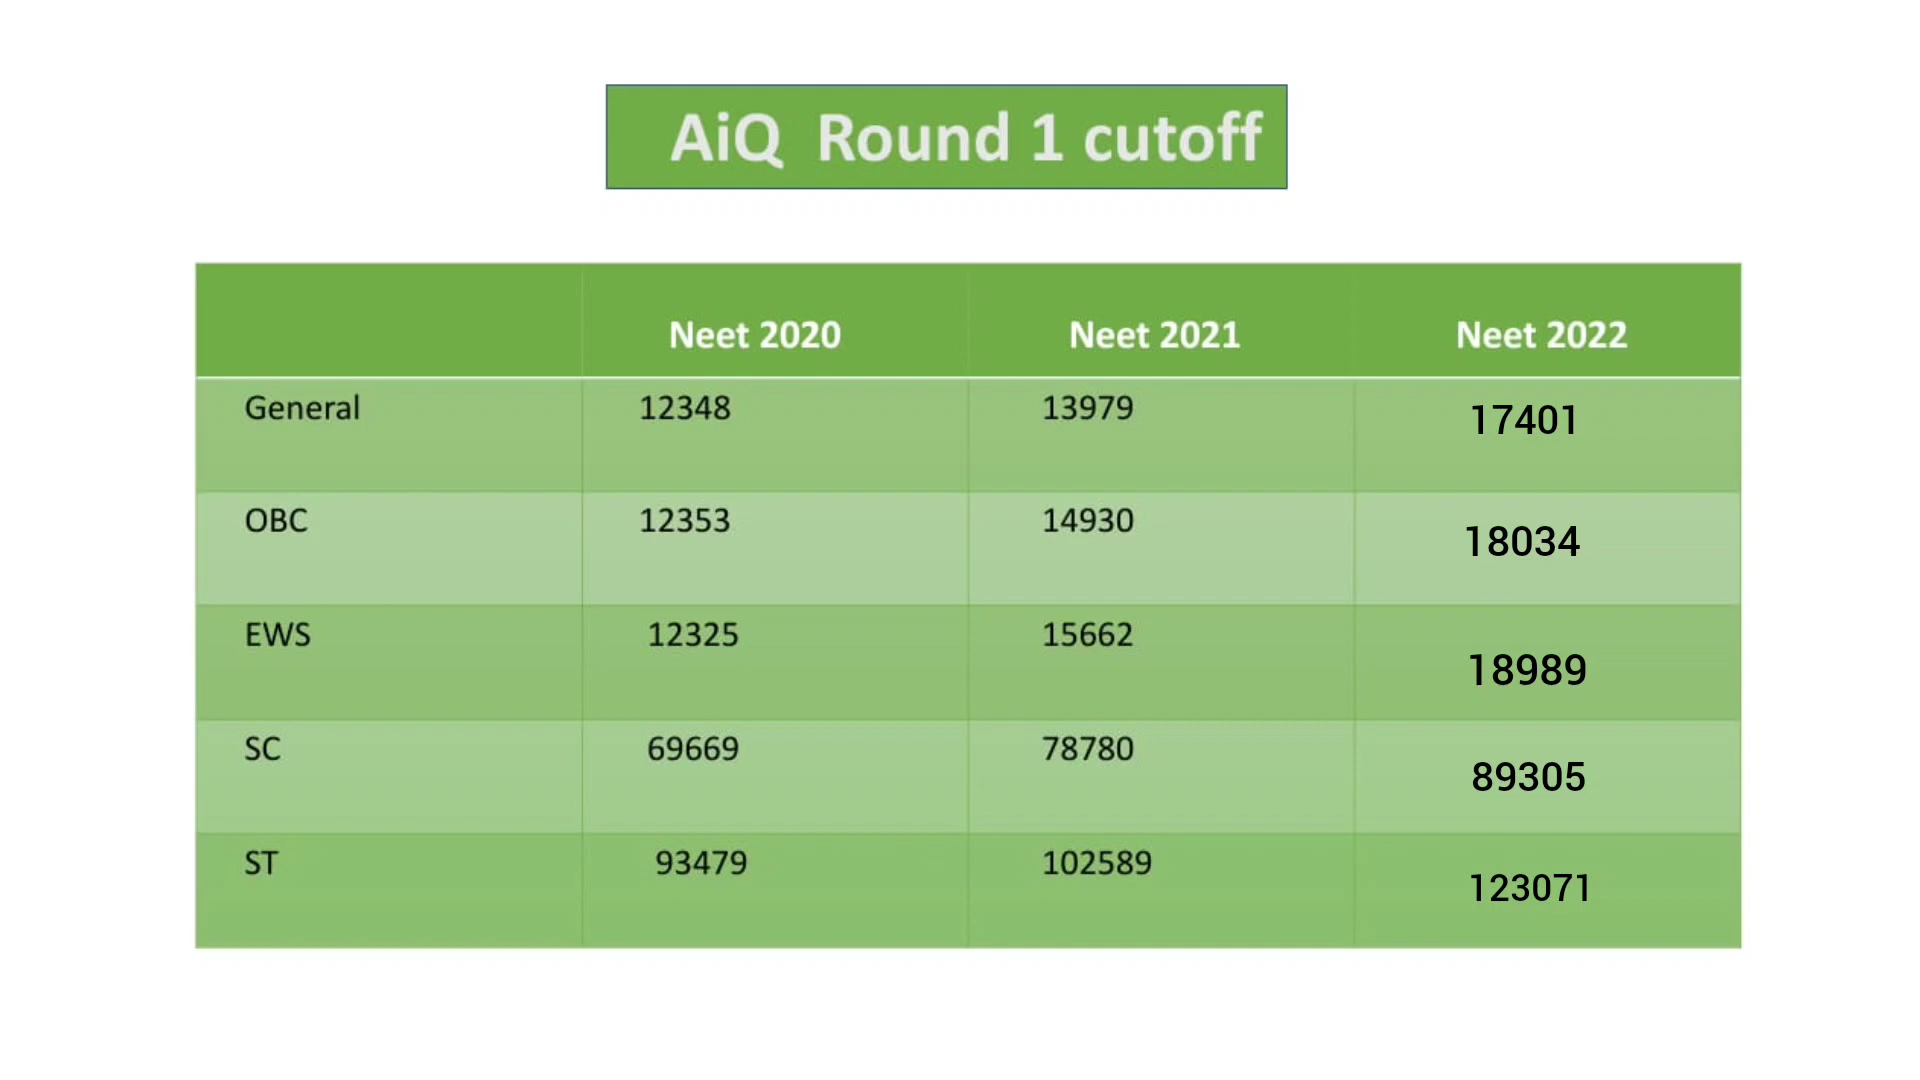 AiQ Round 1 cutoff
Neet 2020 Neet 2021 Neet 2022
General 12348 13979 17401
OBC 12353 14930 18034
EWS 12325 15662 18989
SC 69669 78780 89305
ST 93479 102589 123071